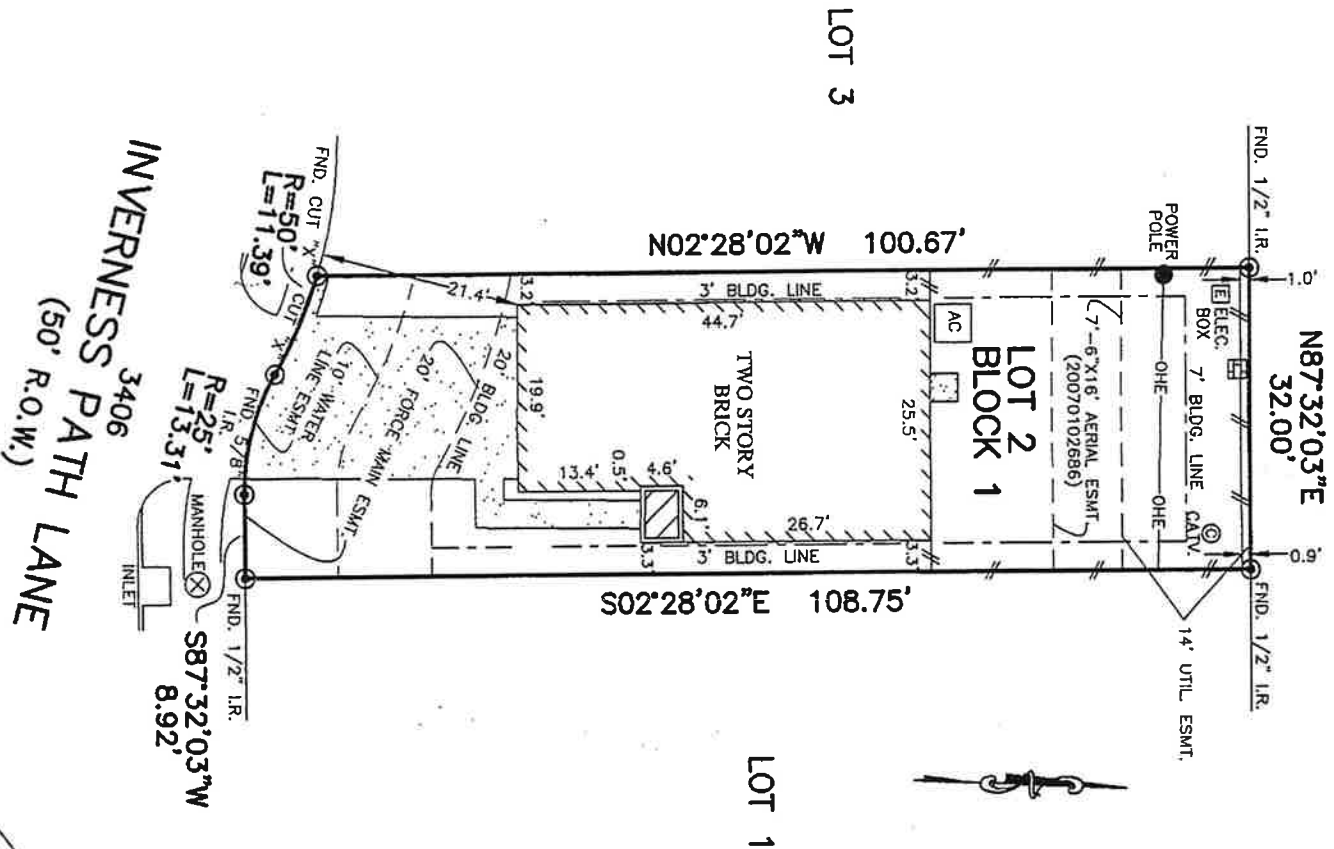 LOT 3
FND. 1/2" I.R.
1.0'
N87°32'03"E
32.00'
0.9'
FND. 1/2" I.R.
POWER
POLE
E
ELEC.
BOX
7' BLDG. LINE
CATV.
C
OHE
OHE
14' UTIL. ESMT.
7'-6"X16' AERIAL ESMT.
(20070102686)
LOT 2
BLOCK 1
AC
N02°28'02"W 100.67'
3' BLDG. LINE
3.2'
3.2'
44.7'
25.5'
TWO STORY
BRICK
19.9'
13.4'
0.5'
4.6'
6.1'
26.7'
3.3'
3.3'
3' BLDG. LINE
S02°28'02"E 108.75'
21.4'
20' BLDG. LINE
20' FORCE MAIN ESMT.
10' WATER
LINE ESMT.
FND. CUT "X"
R=50'
L=11.39'
CUT "X"
FND. 5/8"
I.R.
R=25'
L=13.31'
MANHOLE
INLET
FND. 1/2" I.R.
S87°32'03"W
8.92'
3406
INVERNESS PATH LANE
(50' R.O.W.)
LOT 1